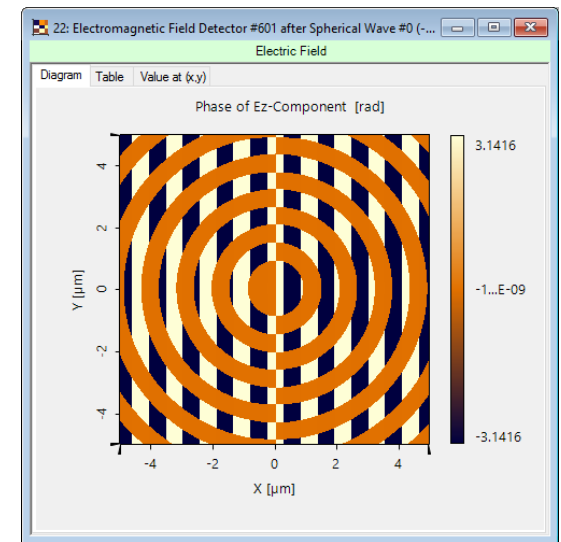 22: Electromagnetic Field Detector #601 after Spherical Wave #0 (-...
Electric Field
Diagram Table Value at (x,y)
Phase of Ez-Component [rad]
3.1416
-1...E-09
-3.1416
Y [µm]
4
2
0
-2
-4
-4 -2 0 2 4
X [µm]